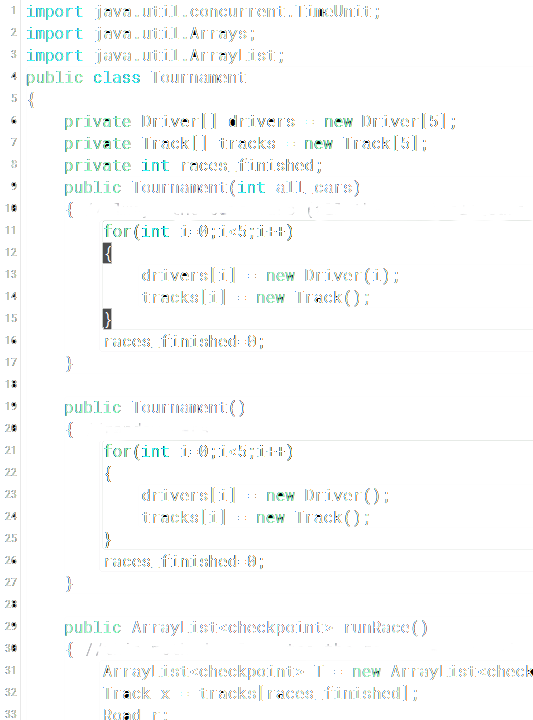 1 import java.util.concurrent.TimeUnit;
2 import java.util.Arrays;
3 import java.util.ArrayList;
4 public class Tournament
5 {
6 private Driver[] drivers = new Driver[5];
7 private Track[] tracks = new Track[5];
8 private int races_finished;
9 public Tournament(int all_cars)
10 {
11 for(int i=0;i<5;i++)
12 {
13 drivers[i] = new Driver(i);
14 tracks[i] = new Track();
15 }
16 races_finished=0;
17 }
18
19 public Tournament()
20 {
21 for(int i=0;i<5;i++)
22 {
23 drivers[i] = new Driver();
24 tracks[i] = new Track();
25 }
26 races_finished=0;
27 }
28
29 public ArrayList<checkpoint> runRace()
30 { //
31 ArrayList<checkpoint> T = new ArrayList<check
32 Track x = tracks[races_finished];
33 Road r;